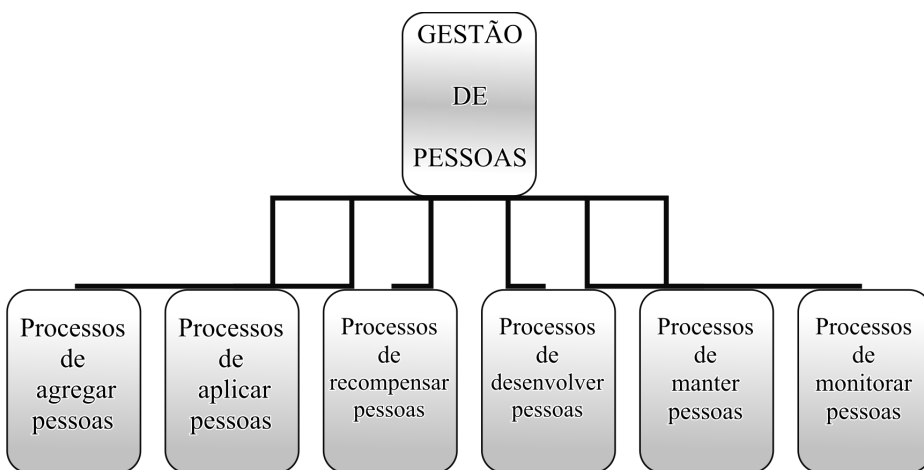 GESTÃO
DE
PESSOAS
Processos
de
agregar
pessoas
Processos
de
aplicar
pessoas
Processos
de
recompensar
pessoas
Processos
de
desenvolver
pessoas
Processos
de
manter
pessoas
Processos
de
monitorar
pessoas